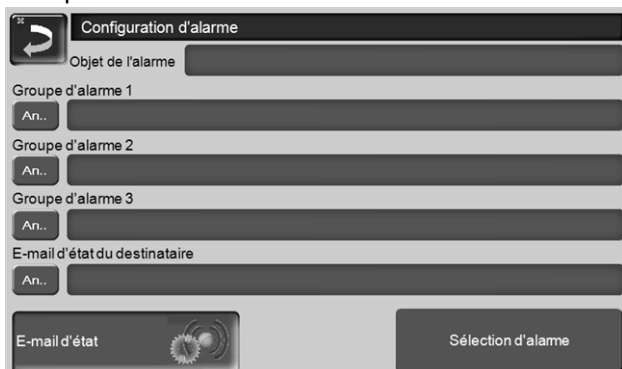 Configuration d'alarme
Objet de l'alarme
Groupe d'alarme 1
An..
Groupe d'alarme 2
An..
Groupe d'alarme 3
An..
E-mail d'état du destinataire
An..
E-mail d'état
Sélection d'alarme